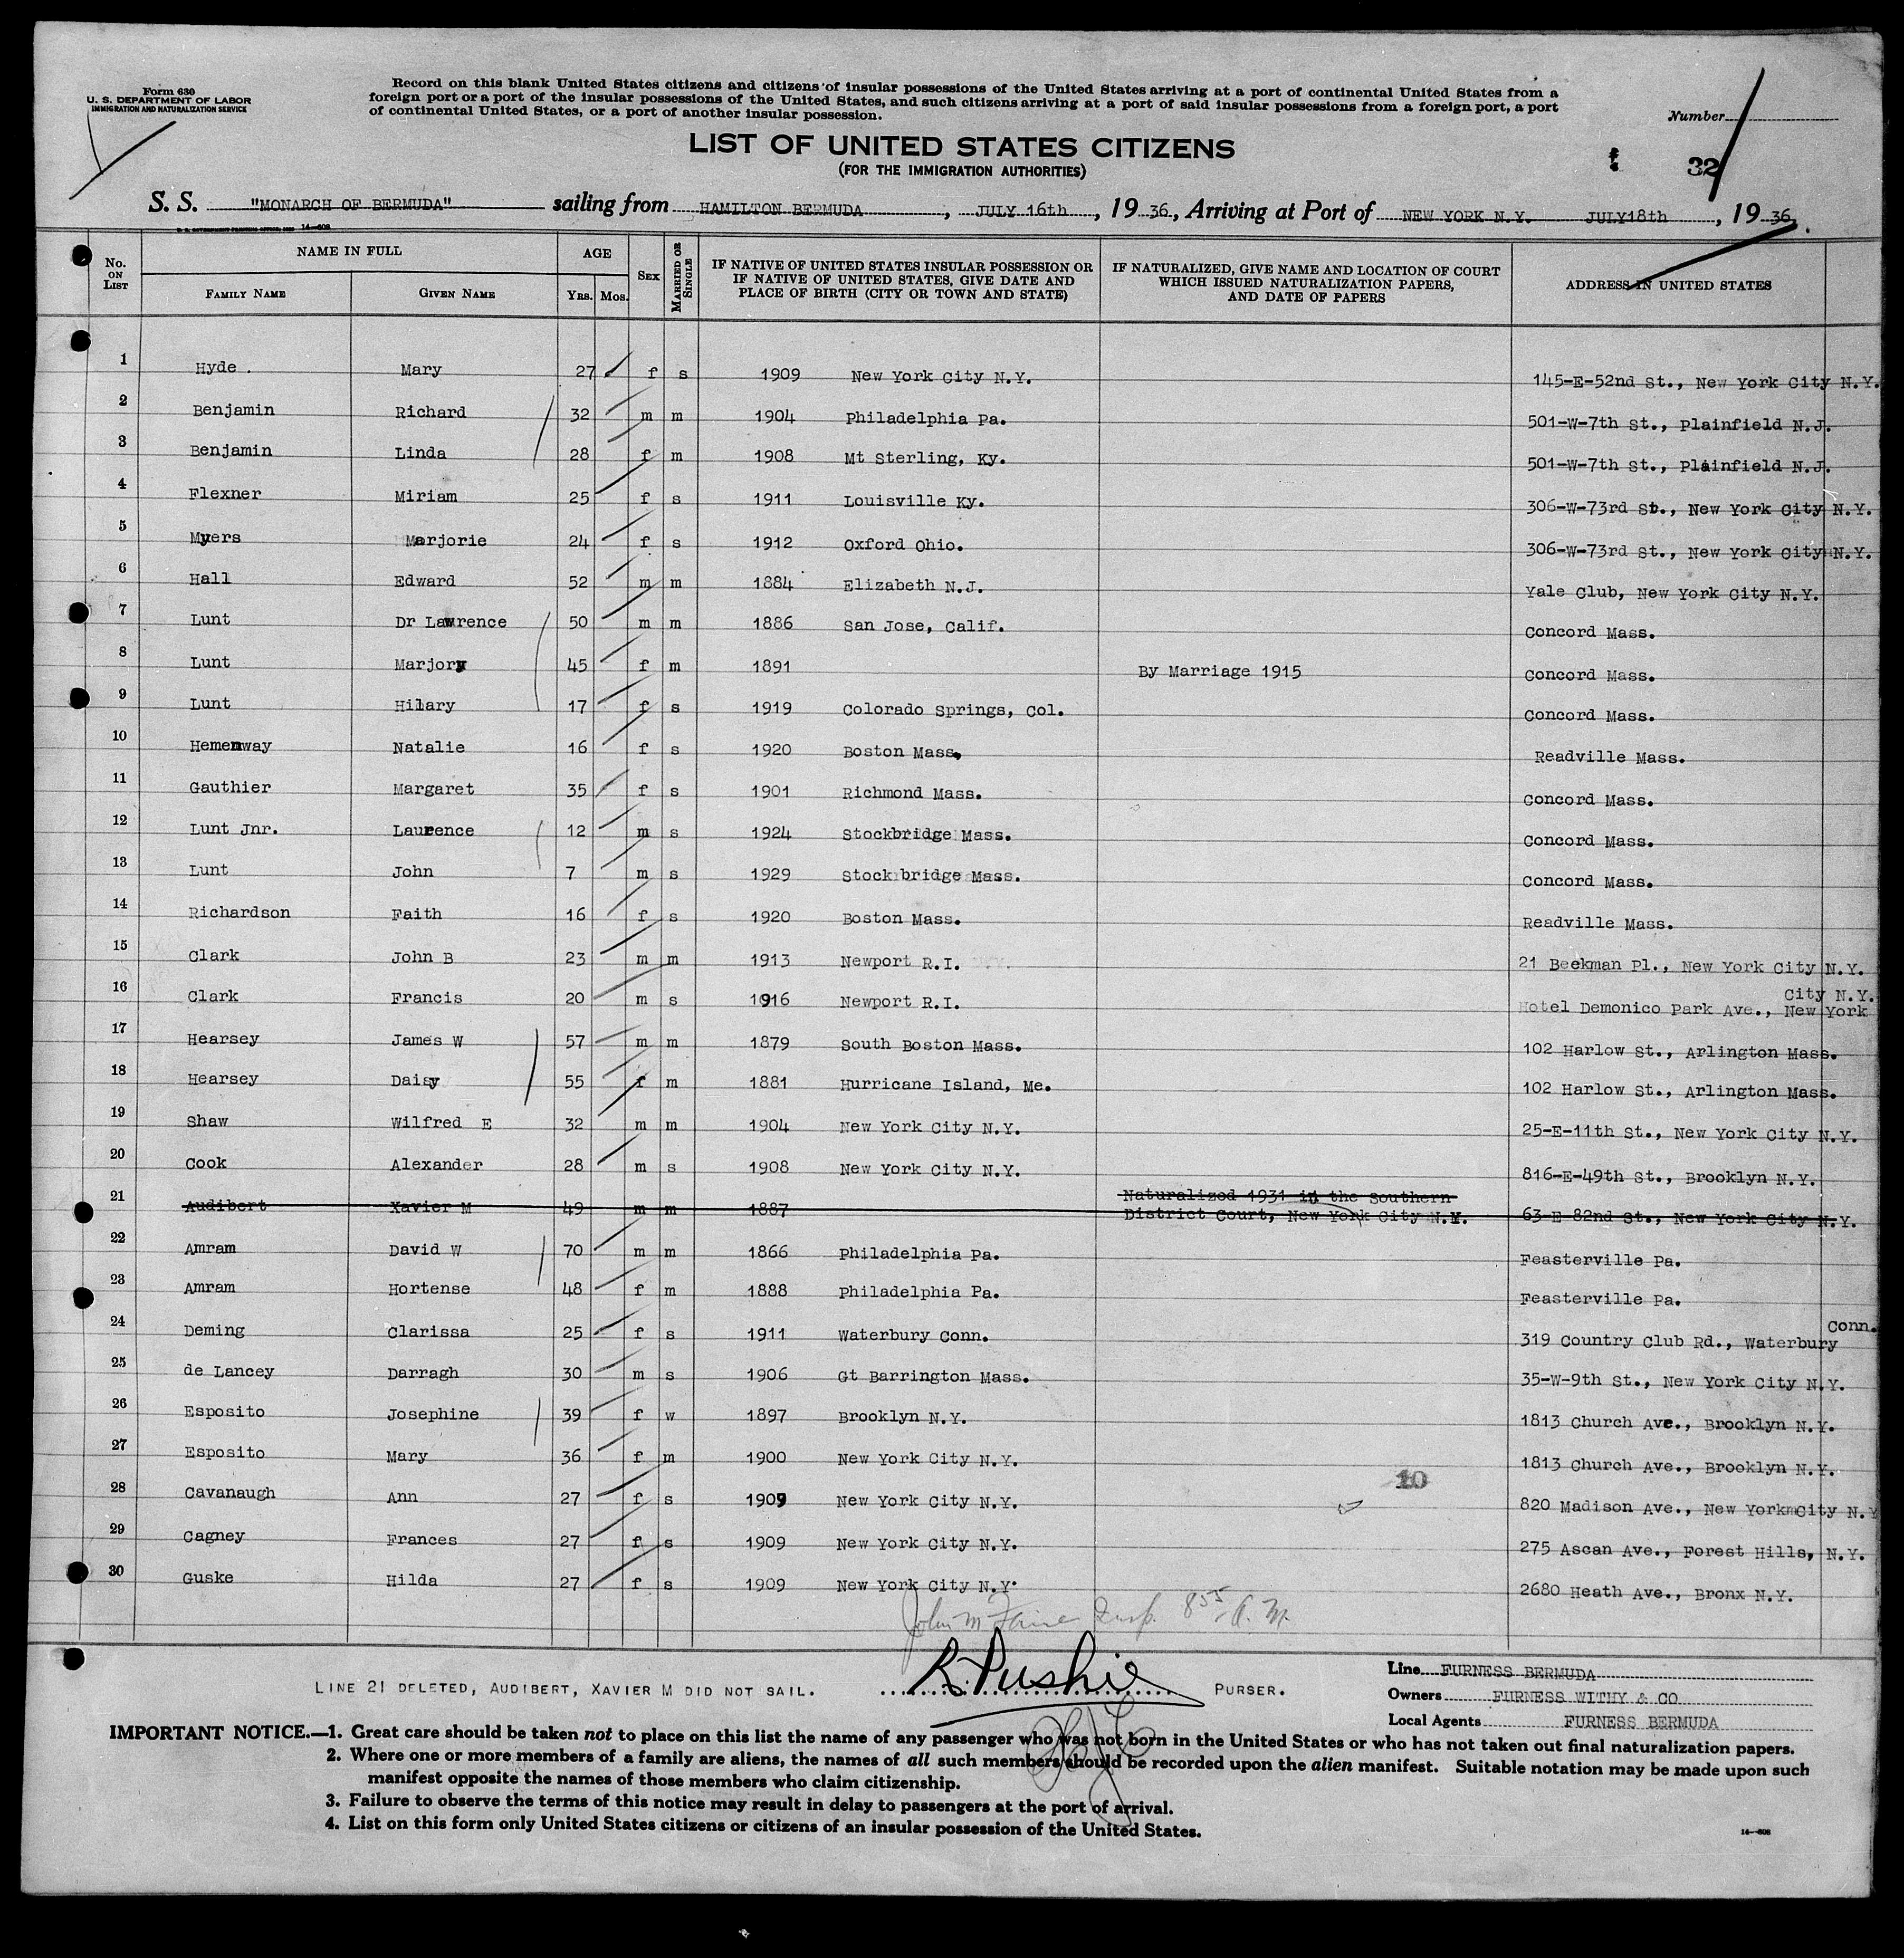 Form 630
U. S. DEPARTMENT OF LABOR
IMMIGRATION AND NATURALIZATION SERVICE
Record on this blank United States citizens and citizens of insular possessions of the United States arriving at a port of continental United States from a
foreign port or a port of the insular possessions of the United States, and such citizens arriving at a port of said insular possessions from a foreign port, a port
of continental United States, or a port of another insular possession.
Number
LIST OF UNITED STATES CITIZENS
(FOR THE IMMIGRATION AUTHORITIES)
32
S. S. "MONARCH OF BERMUDA" sailing from HAMILTON BERMUDA, JULY 16th, 1936, Arriving at Port of NEW YORK N.Y. JULY18th, 1936.
14—608
No. ON LIST NAME IN FULL AGE SEX MARRIED OR SINGLE IF NATIVE OF UNITED STATES INSULAR POSSESSION OR IF NATIVE OF UNITED STATES, GIVE DATE AND PLACE OF BIRTH (CITY OR TOWN AND STATE) IF NATURALIZED, GIVE NAME AND LOCATION OF COURT WHICH ISSUED NATURALIZATION PAPERS, AND DATE OF PAPERS ADDRESS IN UNITED STATES
FAMILY NAME GIVEN NAME YRS. MOS.
1 Hyde . Mary 27 f s 1909 New York City N.Y. 145-E-52nd St., New York City N.Y.
2 Benjamin Richard 32 m m 1904 Philadelphia Pa. 501-W-7th St., Plainfield N.J.
3 Benjamin Linda 28 f m 1908 Mt Sterling, Ky. 501-W-7th St., Plainfield N.J.
4 Flexner Miriam 25 f s 1911 Louisville Ky. 306-W-73rd St., New York City N.Y.
5 Myers Marjorie 24 f s 1912 Oxford Ohio. 306-W-73rd St., New York City N.Y.
6 Hall Edward 52 m m 1884 Elizabeth N.J. Yale Club, New York City N.Y.
7 Lunt Dr Lawrence 50 m m 1886 San Jose, Calif. Concord Mass.
8 Lunt Marjory 45 f m 1891 By Marriage 1915 Concord Mass.
9 Lunt Hilary 17 f s 1919 Colorado Springs, Col. Concord Mass.
10 Hemenway Natalie 16 f s 1920 Boston Mass. Readville Mass.
11 Gauthier Margaret 35 f s 1901 Richmond Mass. Concord Mass.
12 Lunt Jnr. Laurence 12 m s 1924 Stockbridge Mass. Concord Mass.
13 Lunt John 7 m s 1929 Stockbridge Mass. Concord Mass.
14 Richardson Faith 16 f s 1920 Boston Mass. Readville Mass.
15 Clark John B 23 m m 1913 Newport R.I. 21 Beekman Pl., New York City N.Y.
16 Clark Francis 20 m s 1916 Newport R.I. Hotel Demonico Park Ave., New York City N.Y.
17 Hearsey James W 57 m m 1879 South Boston Mass. 102 Harlow St., Arlington Mass.
18 Hearsey Daisy 55 f m 1881 Hurricane Island, Me. 102 Harlow St., Arlington Mass.
19 Shaw Wilfred E 32 m m 1904 New York City N.Y. 25-E-11th St., New York City N.Y.
20 Cook Alexander 28 m s 1908 New York City N.Y. 816-E-49th St., Brooklyn N.Y.
21 Audibert Xavier M 49 m m 1887 Naturalized 1931 in the Southern District Court, New York City N.Y. 63-E-82nd St., New York City N.Y.
22 Amram David W 70 m m 1866 Philadelphia Pa. Feasterville Pa.
23 Amram Hortense 48 f m 1888 Philadelphia Pa. Feasterville Pa.
24 Deming Clarissa 25 f s 1911 Waterbury Conn. 319 Country Club Rd., Waterbury Conn.
25 de Lancey Darragh 30 m s 1906 Gt Barrington Mass. 35-W-9th St., New York City N.Y.
26 Esposito Josephine 39 f w 1897 Brooklyn N.Y. 1813 Church Ave., Brooklyn N.Y.
27 Esposito Mary 36 f m 1900 New York City N.Y. 1813 Church Ave., Brooklyn N.Y.
10
28 Cavanaugh Ann 27 f s 1909 New York City N.Y. 820 Madison Ave., New York City N.Y
29 Cagney Frances 27 f s 1909 New York City N.Y. 275 Ascan Ave., Forest Hills, N.Y.
30 Guske Hilda 27 f s 1909 New York City N.Y. 2680 Heath Ave., Bronx N.Y.
John M Insp. 855 A. M.
LINE 21 DELETED, AUDIBERT, XAVIER M DID NOT SAIL. R Pushie PURSER.
Line FURNESS BERMUDA
Owners FURNESS WITHY & CO
Local Agents FURNESS BERMUDA
IMPORTANT NOTICE.—1. Great care should be taken not to place on this list the name of any passenger who was not born in the United States or who has not taken out final naturalization papers.
2. Where one or more members of a family are aliens, the names of all such members should be recorded upon the alien manifest. Suitable notation may be made upon such
manifest opposite the names of those members who claim citizenship.
3. Failure to observe the terms of this notice may result in delay to passengers at the port of arrival.
4. List on this form only United States citizens or citizens of an insular possession of the United States.
14—608